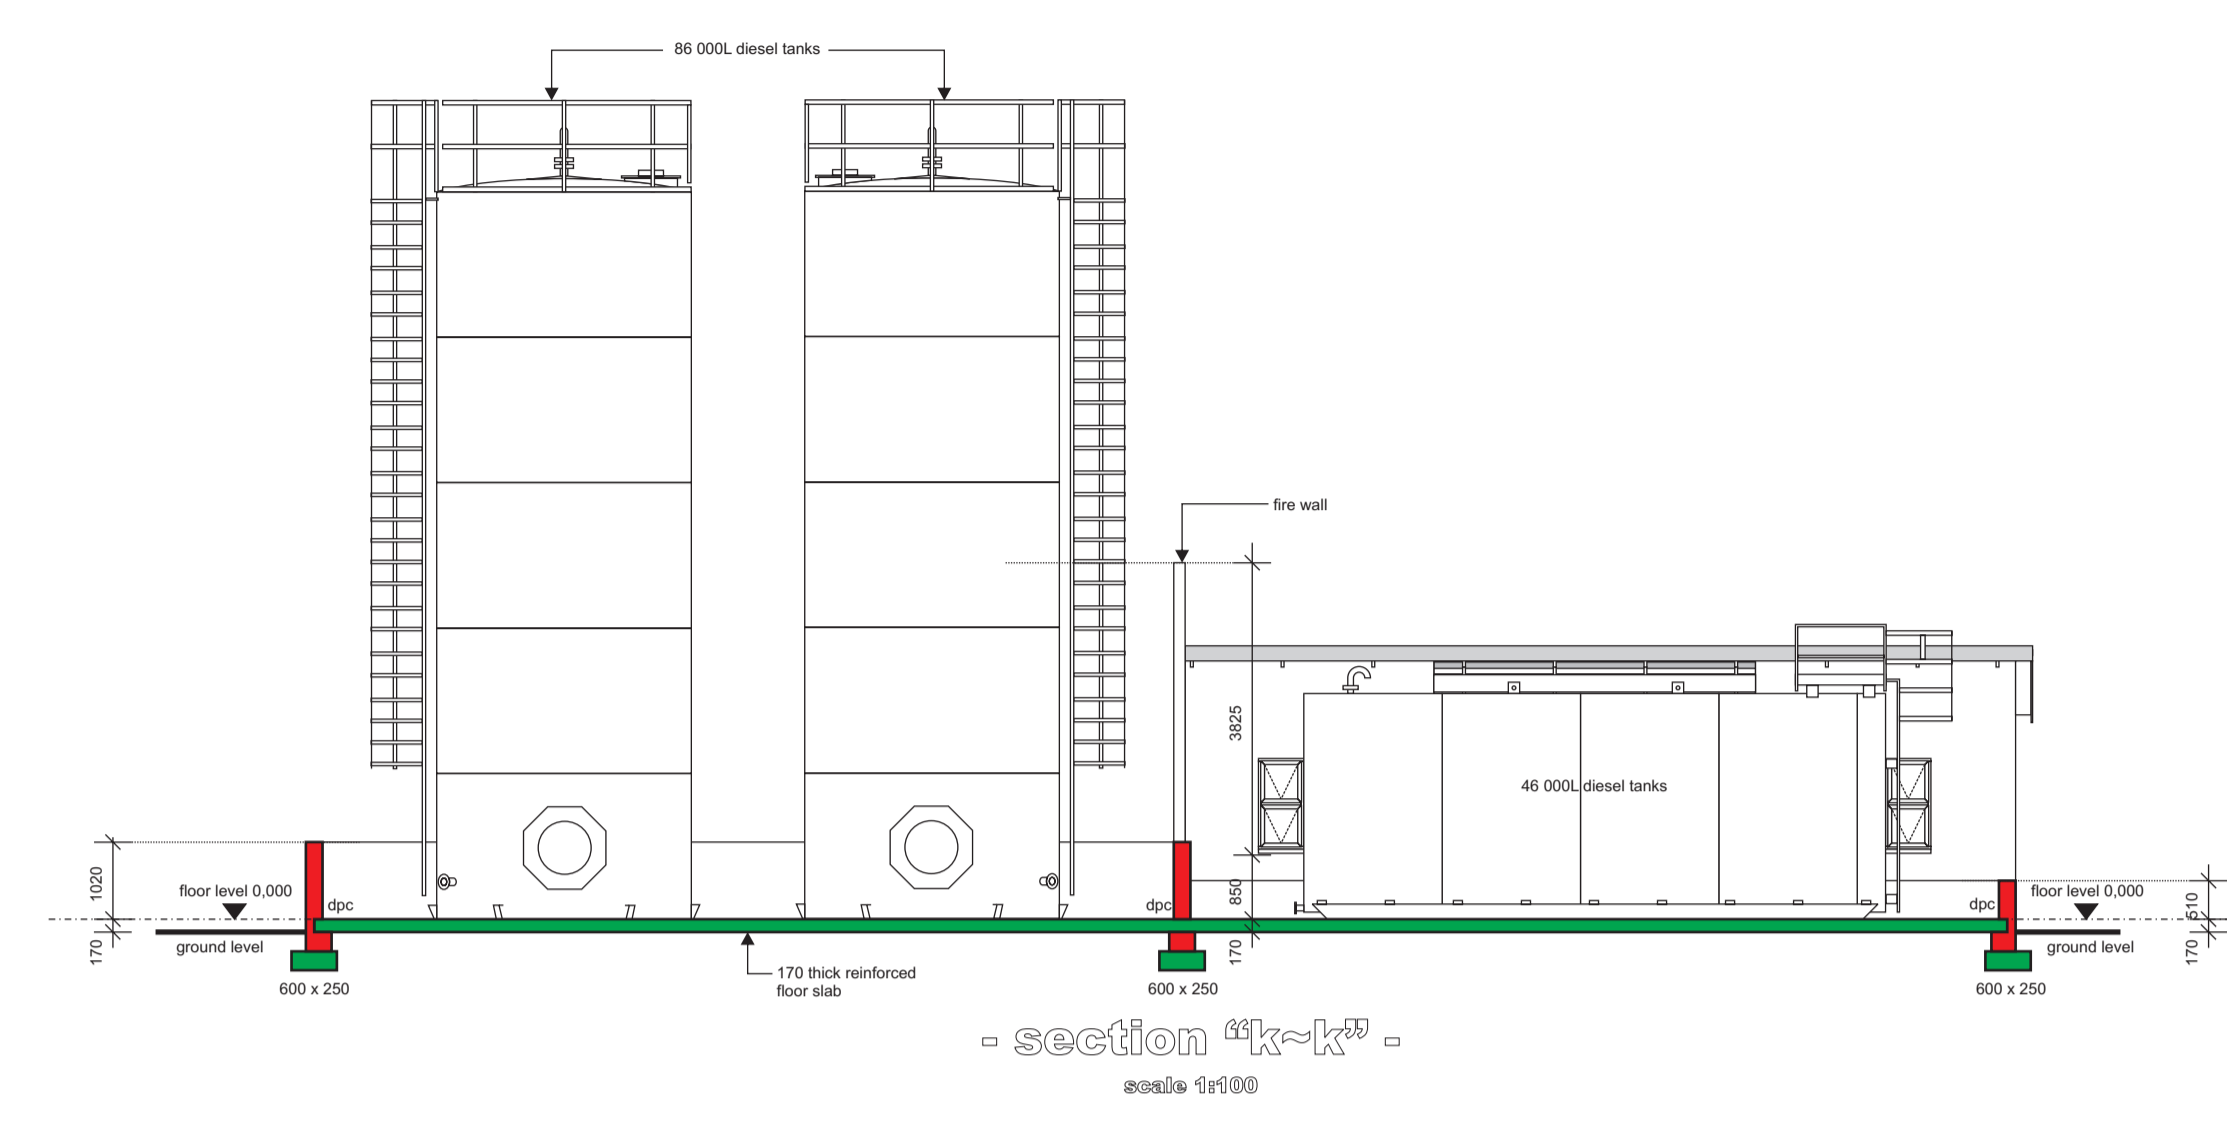 86 000L diesel tanks
fire wall
3825
46 000L diesel tanks
1020
floor level 0,000
dpc
dpc
850
dpc
floor level 0,000
510
170
ground level
170
ground level
170
170 thick reinforced
floor slab
600 x 250
600 x 250
600 x 250
- section “k~k” -
scale 1:100